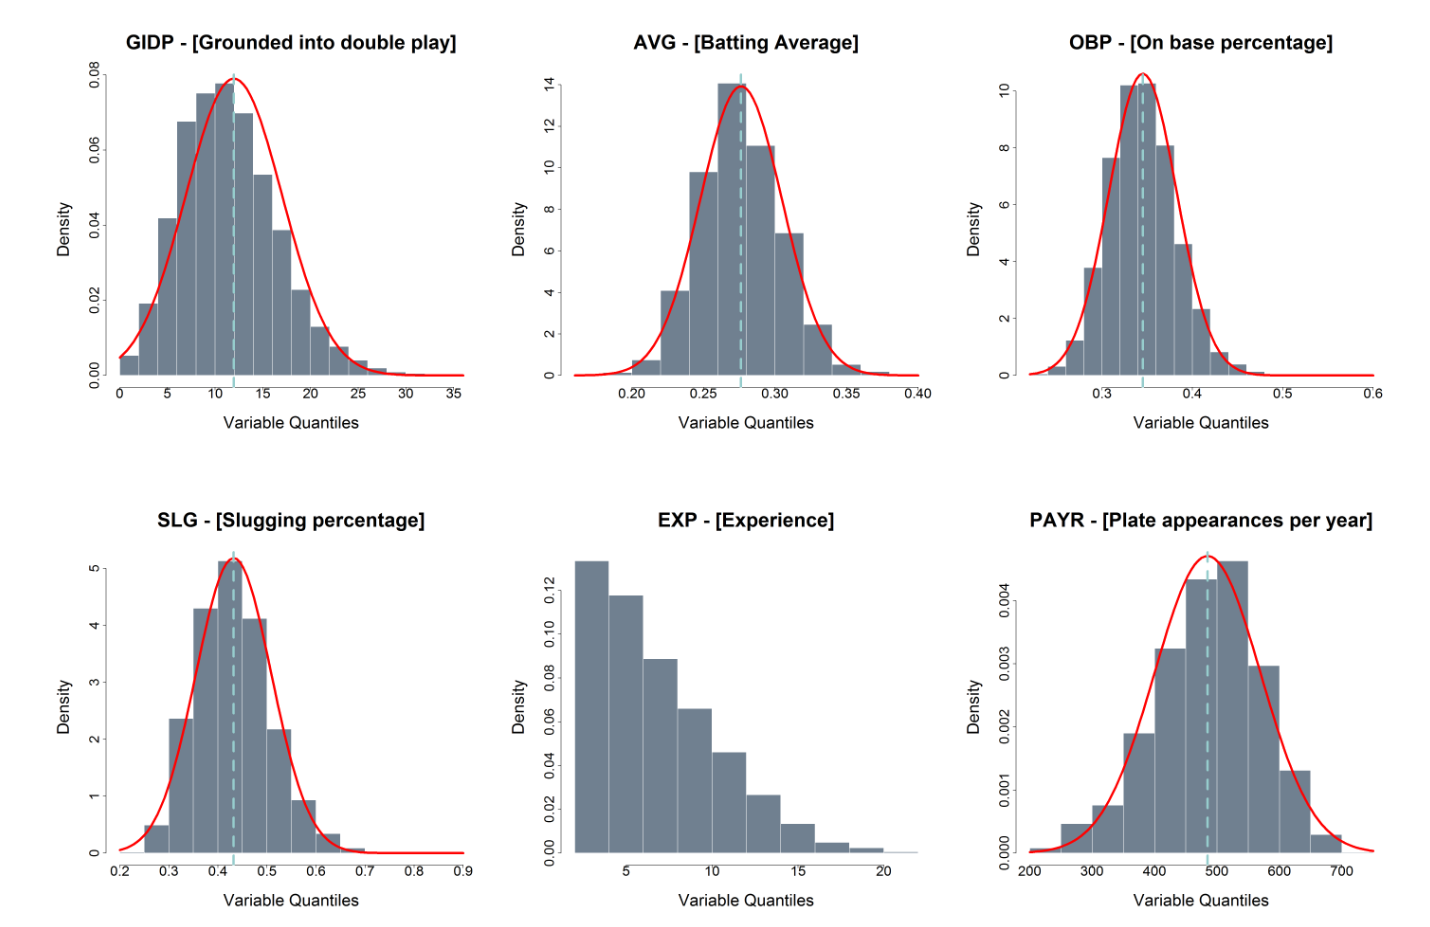 GIDP - [Grounded into double play]
0.00 0.02 0.04 0.06 0.08
Density
0 5 10 15 20 25 30 35
Variable Quantiles
AVG - [Batting Average]
0 2 4 6 8 10 12 14
Density
0.20 0.25 0.30 0.35 0.40
Variable Quantiles
OBP - [On base percentage]
0 2 4 6 8 10
Density
0.3 0.4 0.5 0.6
Variable Quantiles
SLG - [Slugging percentage]
0 1 2 3 4 5
Density
0.2 0.3 0.4 0.5 0.6 0.7 0.8 0.9
Variable Quantiles
EXP - [Experience]
0.00 0.02 0.04 0.06 0.08 0.10 0.12
Density
5 10 15 20
Variable Quantiles
PAYR - [Plate appearances per year]
0.000 0.001 0.002 0.003 0.004
Density
200 300 400 500 600 700
Variable Quantiles